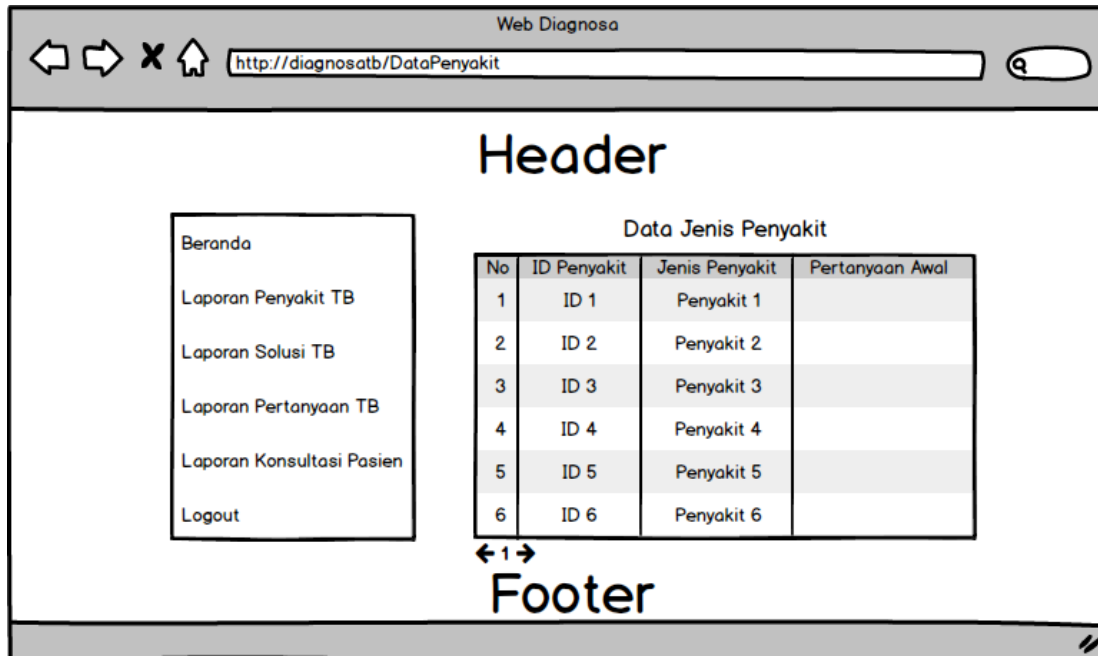 Web Diagnosa
http://diagnosatb/DataPenyakit
Header
Beranda
Laporan Penyakit TB
Laporan Solusi TB
Laporan Pertanyaan TB
Laporan Konsultasi Pasien
Logout
Data Jenis Penyakit
No ID Penyakit Jenis Penyakit Pertanyaan Awal
1 ID 1 Penyakit 1
2 ID 2 Penyakit 2
3 ID 3 Penyakit 3
4 ID 4 Penyakit 4
5 ID 5 Penyakit 5
6 ID 6 Penyakit 6
1
Footer